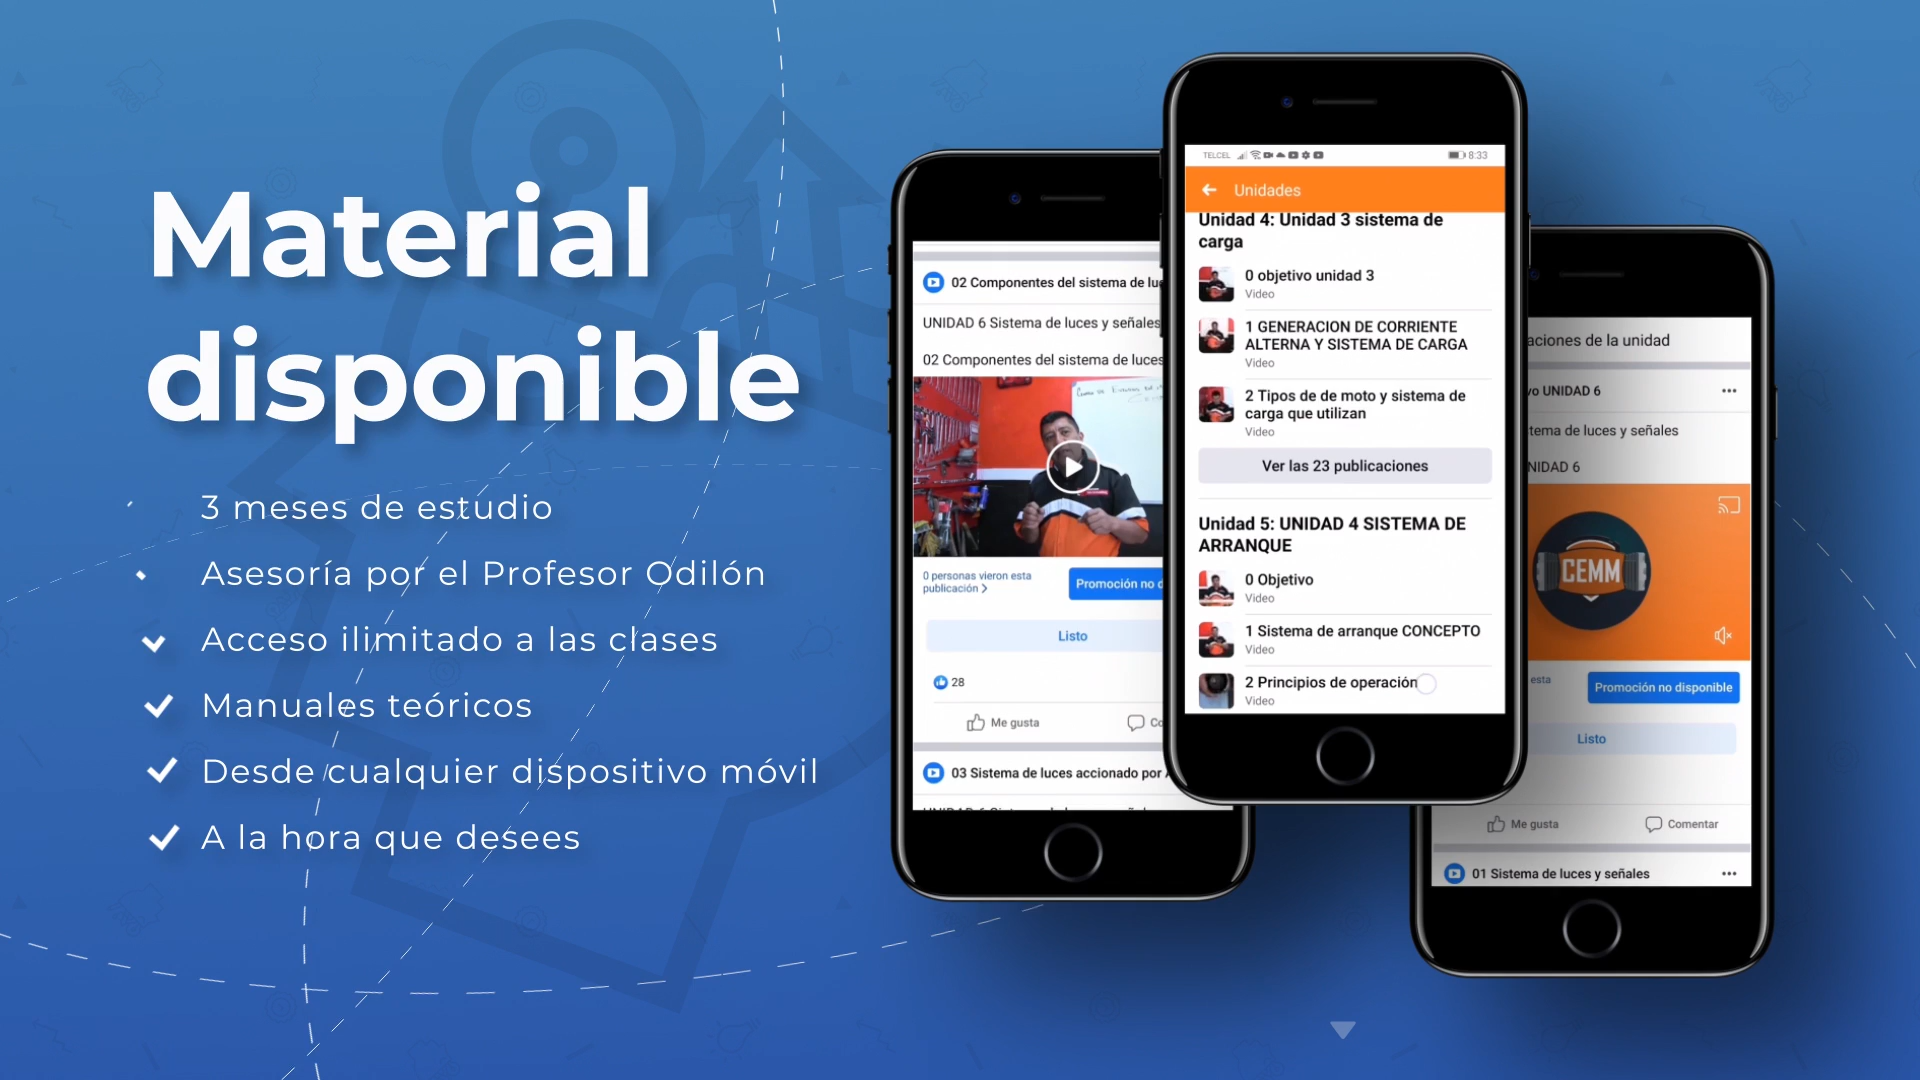 Material
disponible
3 meses de estudio
Asesoría por el Profesor Odilón
Acceso ilimitado a las clases
Manuales teóricos
Desde cualquier dispositivo móvil
A la hora que desees
02 Componentes del sistema de
UNIDAD 6 Sistema de luces y señales
02 Componentes del sistema de luces
0 personas vieron esta
publicación
Promoción no
Listo
28
Me gusta
03 Sistema de luces accionado por
TELCEL
8:33
Unidades
Unidad 4: Unidad 3 sistema de
carga
0 objetivo unidad 3
Video
1 GENERACION DE CORRIENTE
ALTERNA Y SISTEMA DE CARGA
Video
2 Tipos de de moto y sistema de
carga que utilizan
Video
Ver las 23 publicaciones
Unidad 5: UNIDAD 4 SISTEMA DE
ARRANQUE
0 Objetivo
Video
1 Sistema de arranque CONCEPTO
Video
2 Principios de operación
Video
de la unidad
UNIDAD 6
de luces y señales
6
CEMM
esta
Promoción no disponible
Listo
Me gusta
Comentar
01 Sistema de luces y señales